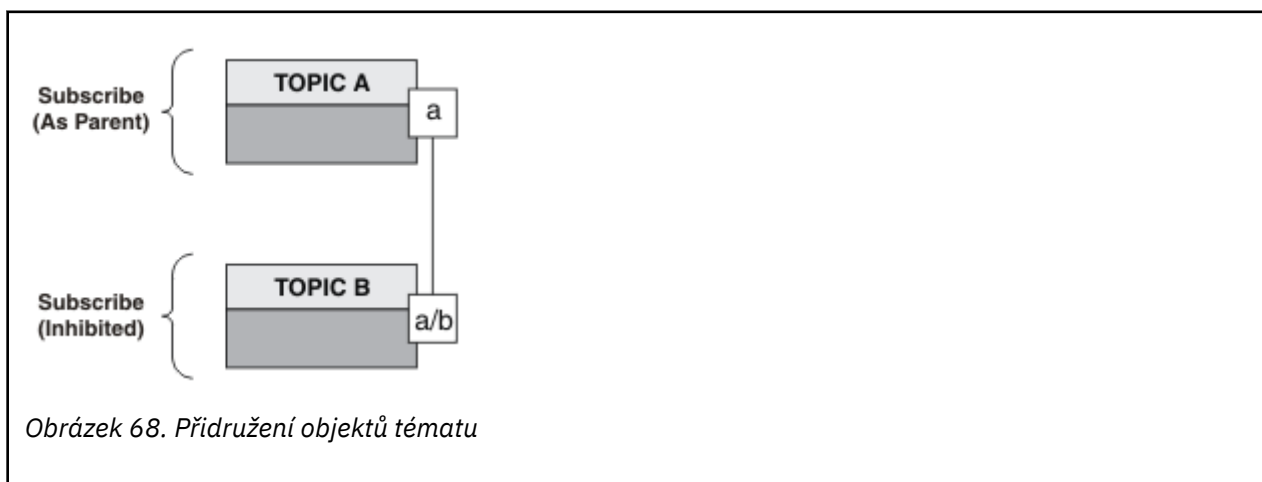 TOPIC A
Subscribe
(As Parent)
a
TOPIC B
Subscribe
(Inhibited)
a/b
Obrázek 68. Přidružení objektů tématu